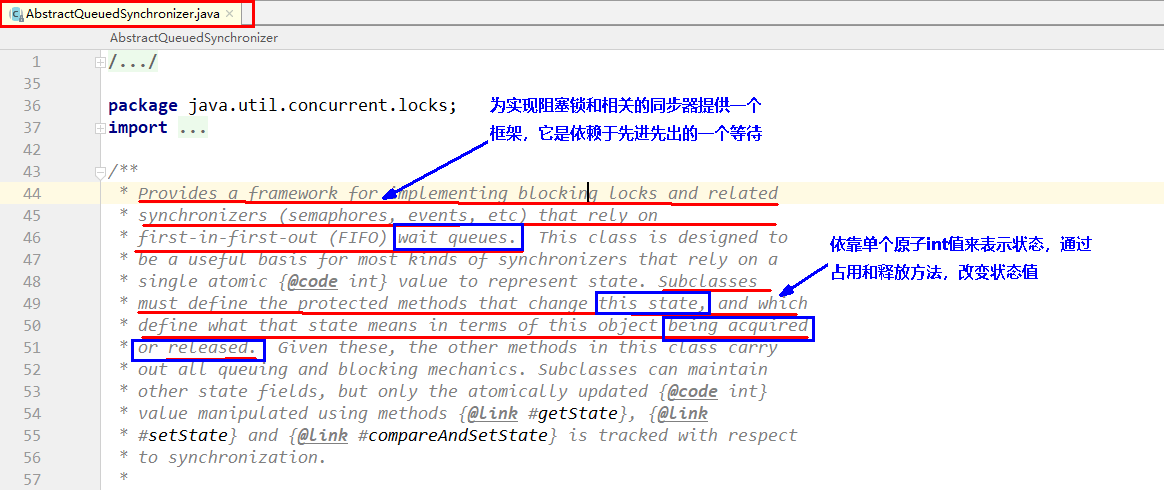 AbstractQueuedSynchronizer.java ×
AbstractQueuedSynchronizer
1 /.../
35
36 package java.util.concurrent.locks;
37 import ...
42
43 /**
44 * Provides a framework for implementing blocking locks and related
45 * synchronizers (semaphores, events, etc) that rely on
46 * first-in-first-out (FIFO) wait queues. This class is designed to
47 * be a useful basis for most kinds of synchronizers that rely on a
48 * single atomic {@code int} value to represent state. Subclasses
49 * must define the protected methods that change this state, and which
50 * define what that state means in terms of this object being acquired
51 * or released. Given these, the other methods in this class carry
52 * out all queuing and blocking mechanics. Subclasses can maintain
53 * other state fields, but only the atomically updated {@code int}
54 * value manipulated using methods {@link #getState}, {@link
55 * #setState} and {@link #compareAndSetState} is tracked with respect
56 * to synchronization.
57 *
为实现阻塞锁和相关的同步器提供一个
框架，它是依赖于先进先出的一个等待
依靠单个原子int值来表示状态，通过
占用和释放方法，改变状态值